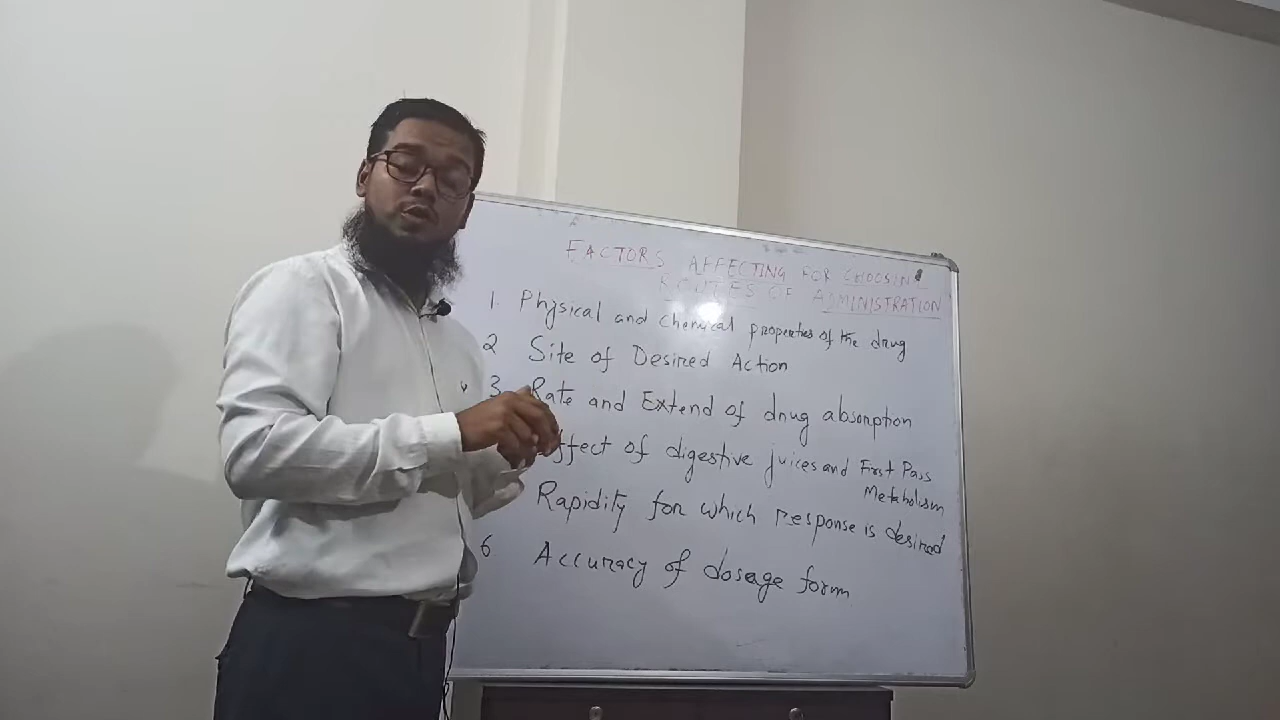 FACTORS AFFECTING FOR CHOOSING
ROUTES OF ADMINISTRATION
1. Physical and chemical properties of the drug
2 Site of Desired Action
3 Rate and Extend of drug absorption
ffect of digestive juices and First Pass
Metabolism
Rapidity for which response is desired
6 Accuracy of dosage form